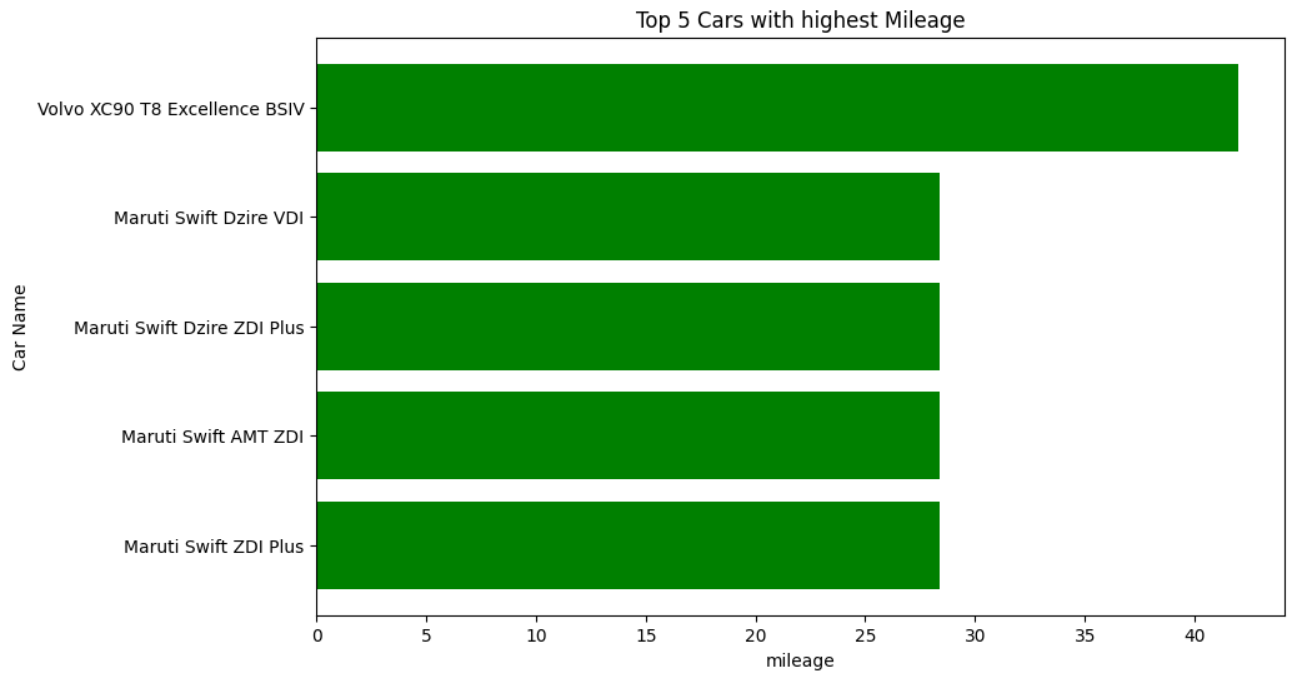 Top 5 Cars with highest Mileage
Volvo XC90 T8 Excellence BSIV
Maruti Swift Dzire VDI
Maruti Swift Dzire ZDI Plus
Maruti Swift AMT ZDI
Maruti Swift ZDI Plus
Car Name
0 5 10 15 20 25 30 35 40
mileage